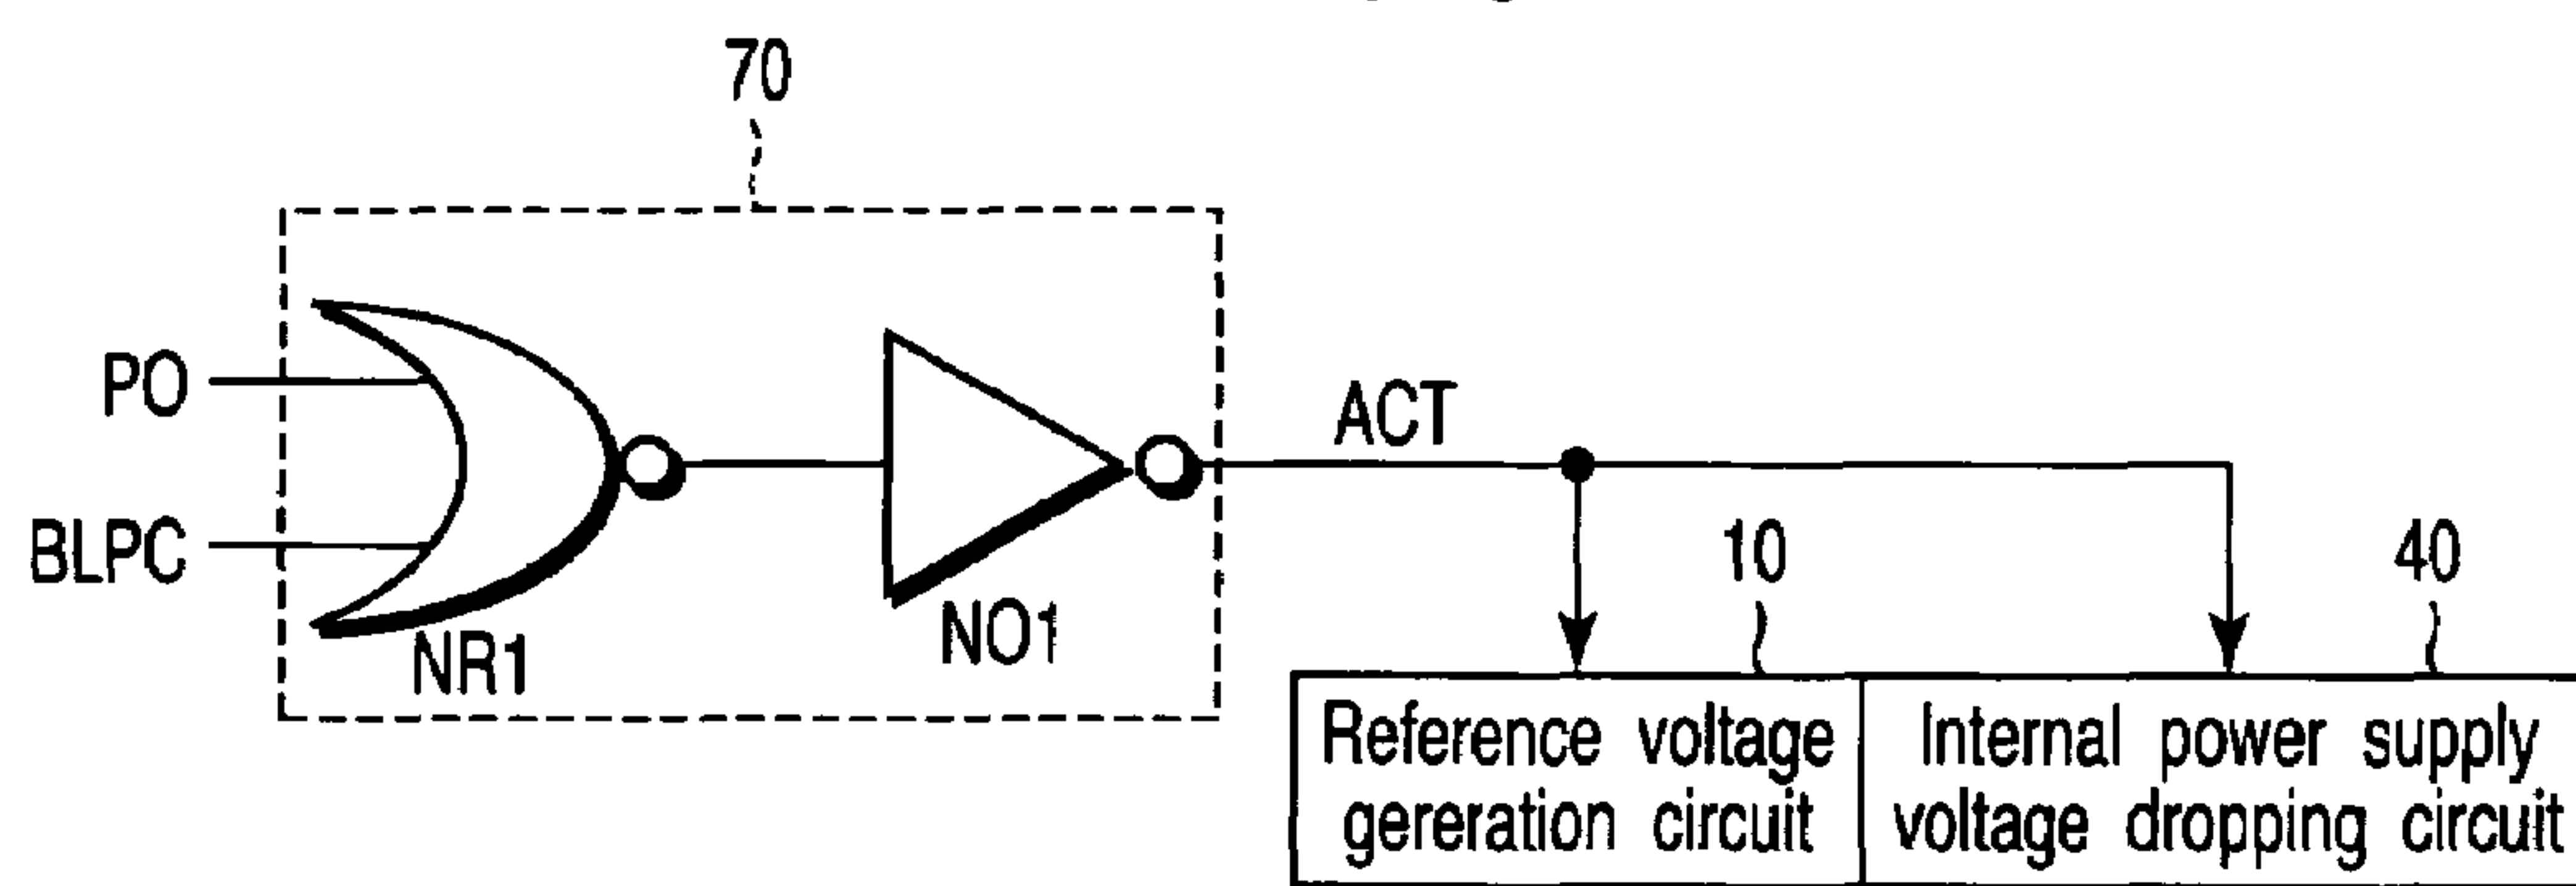 70
PO
BLPC
NR1
NO1
ACT
10
40
Reference voltage
gereration circuit
Internal power supply
voltage dropping circuit